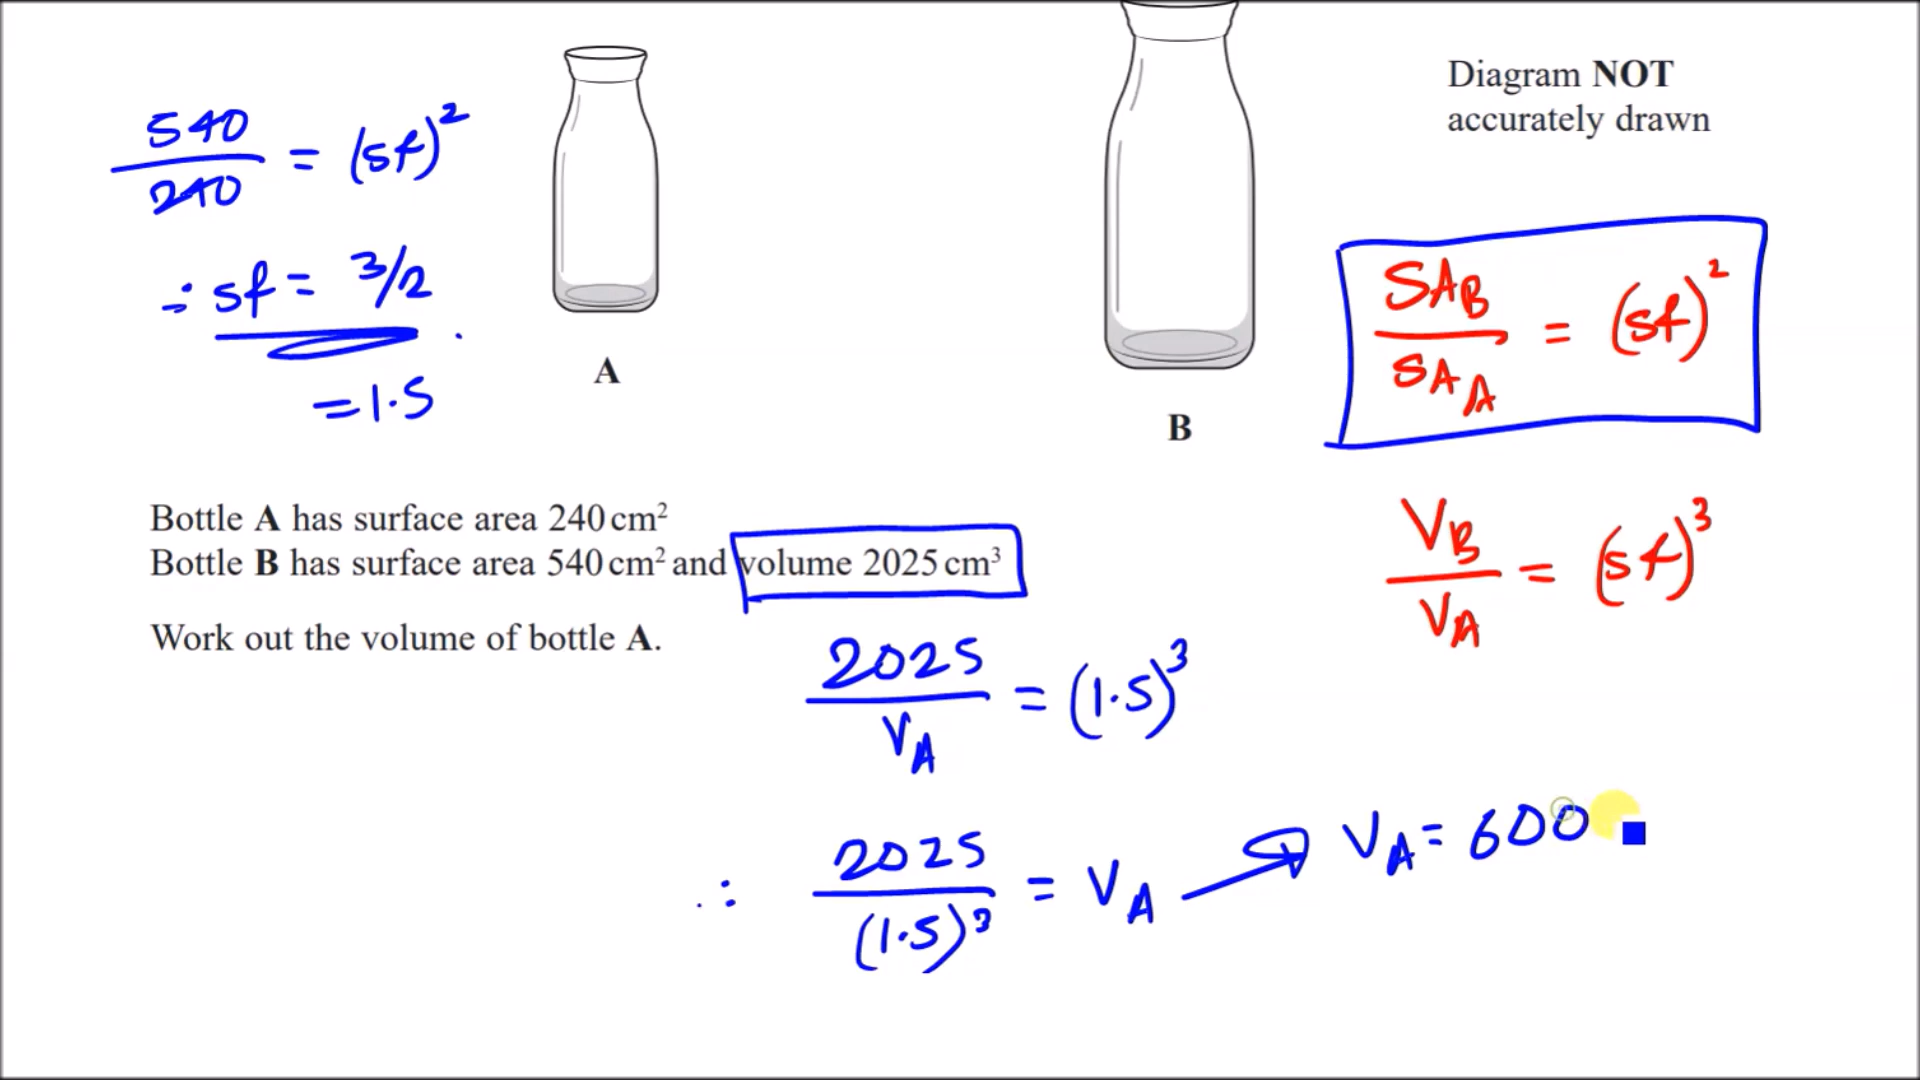 Diagram NOT
accurately drawn
540/240 = (sf)²
∴ sf = 3/2
= 1.5
A
B
SA_B/SA_A = (sf)²
V_B/V_A = (sf)³
Bottle A has surface area 240 cm²
Bottle B has surface area 540 cm² and volume 2025 cm³
Work out the volume of bottle A.
2025/V_A = (1.5)³
∴ 2025/(1.5)³ = V_A → V_A = 600